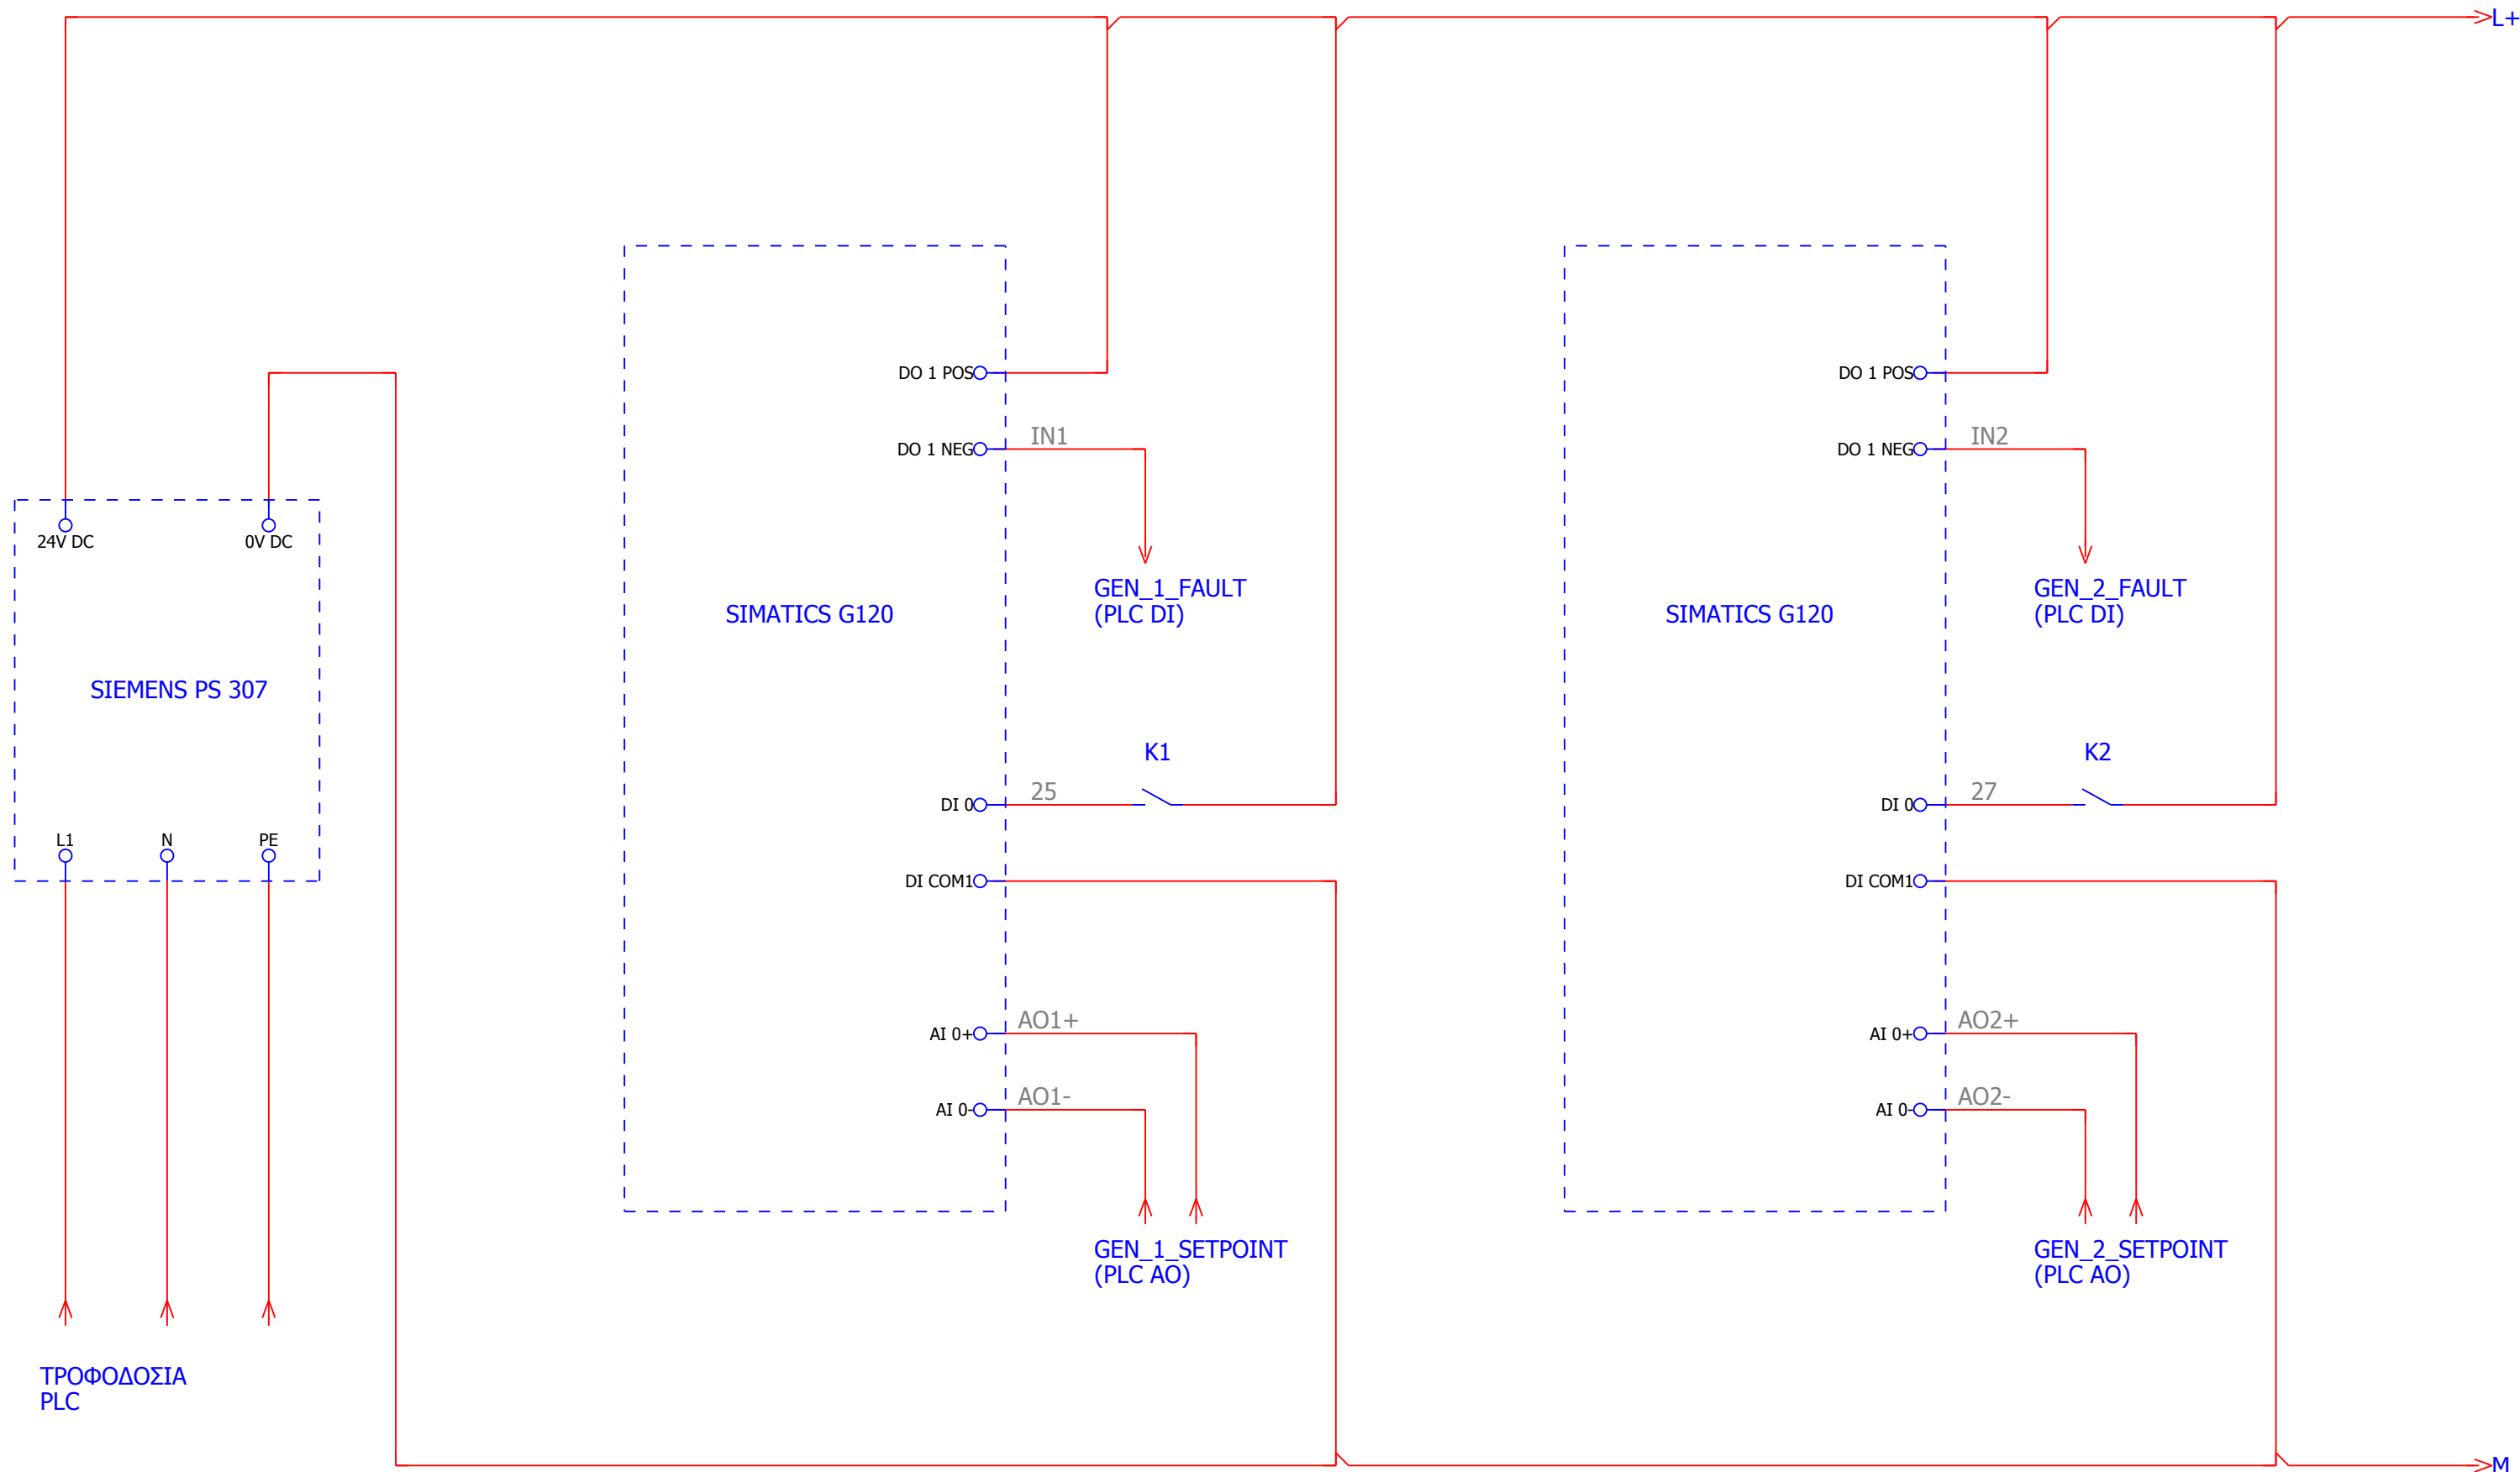 L+
DO 1 POS
DO 1 POS
DO 1 NEG
IN1
DO 1 NEG
IN2
24V DC
0V DC
GEN_1_FAULT
(PLC DI)
GEN_2_FAULT
(PLC DI)
SIMATICS G120
SIMATICS G120
SIEMENS PS 307
K1
K2
DI 0
25
DI 0
27
L1
N
PE
DI COM1
DI COM1
AI 0+
AO1+
AI 0+
AO2+
AI 0-
AO1-
AI 0-
AO2-
GEN_1_SETPOINT
(PLC AO)
GEN_2_SETPOINT
(PLC AO)
ΤΡΟΦΟΔΟΣΙΑ
PLC
M